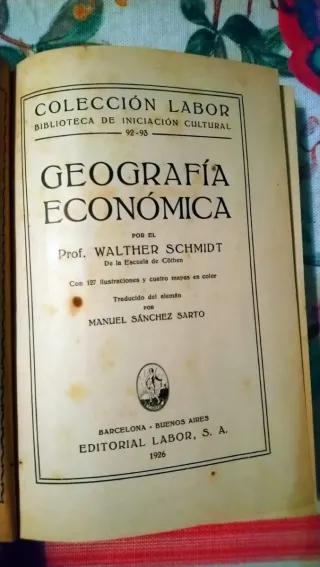 COLECCIÓN LABOR
BIBLIOTECA DE INICIACIÓN CULTURAL
92-93
GEOGRAFÍA
ECONÓMICA
POR EL
Prof. WALTHER SCHMIDT
De la Escuela de Cöthen
Con 127 ilustraciones y cuatro mapas en color
Traducido del alemán
POR
MANUEL SÁNCHEZ SARTO
BARCELONA - BUENOS AIRES
EDITORIAL LABOR, S. A.
1926